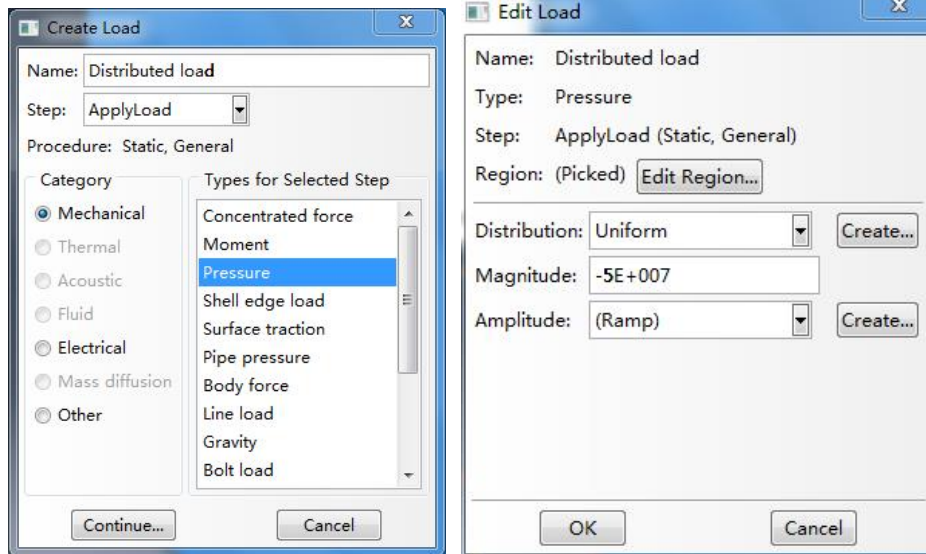 Create Load
Name: Distributed load
Step: ApplyLoad
Procedure: Static, General
Category
Mechanical
Thermal
Acoustic
Fluid
Electrical
Mass diffusion
Other
Types for Selected Step
Concentrated force
Moment
Pressure
Shell edge load
Surface traction
Pipe pressure
Body force
Line load
Gravity
Bolt load
Continue...
Cancel
Edit Load
Name: Distributed load
Type: Pressure
Step: ApplyLoad (Static, General)
Region: (Picked) Edit Region...
Distribution: Uniform Create...
Magnitude: -5E+007
Amplitude: (Ramp) Create...
OK
Cancel